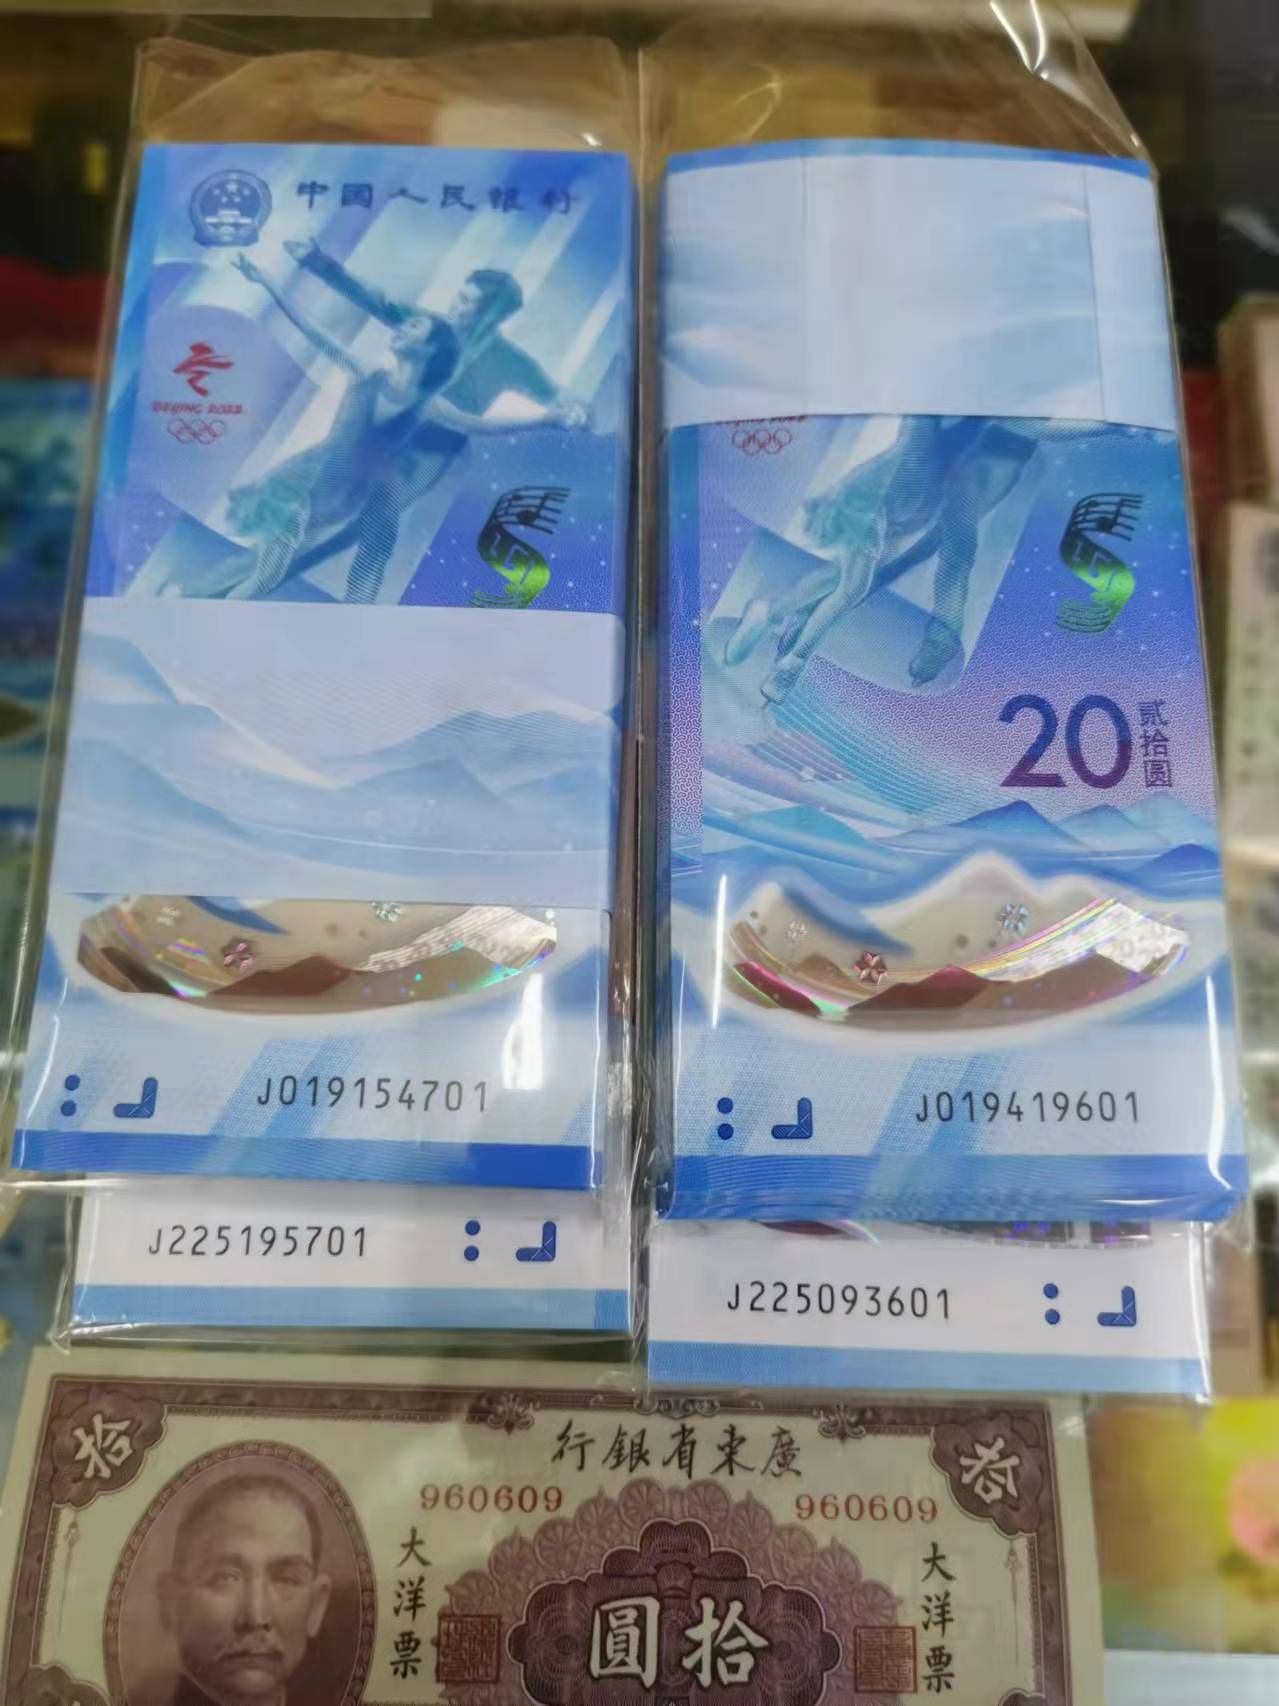 中国人民银行
BEIJING 2022
20
贰拾圆
J019154701
J019419601
J225195701
J225093601
拾
行銀省東廣
拾
960609
960609
大洋票
大洋票
圓拾